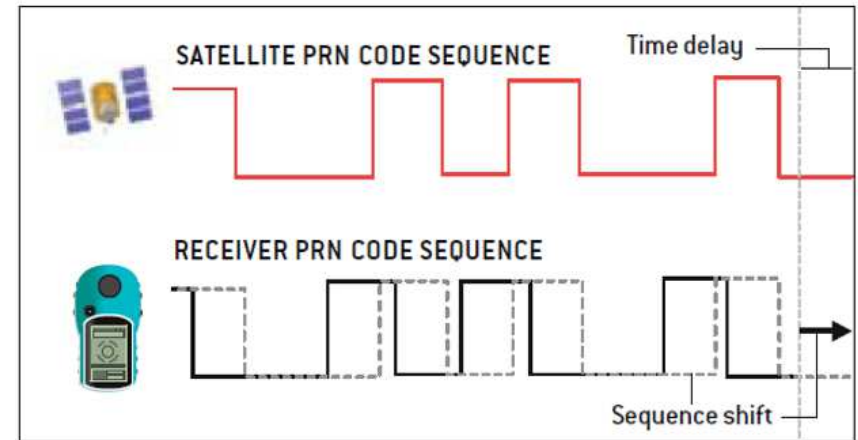 SATELLITE PRN CODE SEQUENCE
Time delay
RECEIVER PRN CODE SEQUENCE
Sequence shift